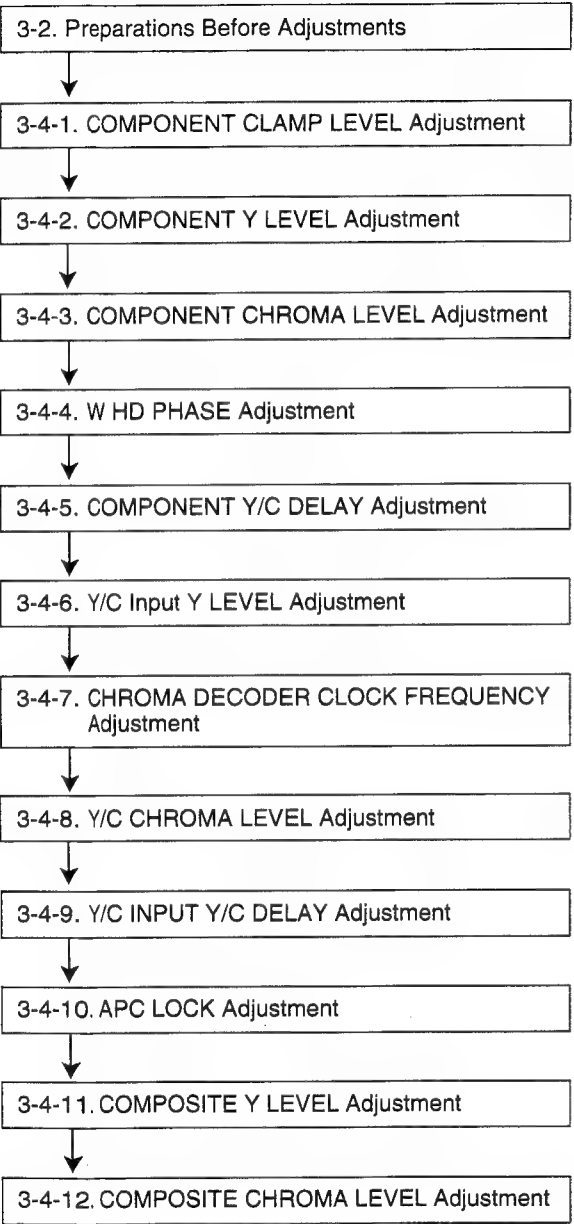 3-2. Preparations Before Adjustments
3-4-1. COMPONENT CLAMP LEVEL Adjustment
3-4-2. COMPONENT Y LEVEL Adjustment
3-4-3. COMPONENT CHROMA LEVEL Adjustment
3-4-4. W HD PHASE Adjustment
3-4-5. COMPONENT Y/C DELAY Adjustment
3-4-6. Y/C Input Y LEVEL Adjustment
3-4-7. CHROMA DECODER CLOCK FREQUENCY
Adjustment
3-4-8. Y/C CHROMA LEVEL Adjustment
3-4-9. Y/C INPUT Y/C DELAY Adjustment
3-4-10. APC LOCK Adjustment
3-4-11. COMPOSITE Y LEVEL Adjustment
3-4-12. COMPOSITE CHROMA LEVEL Adjustment